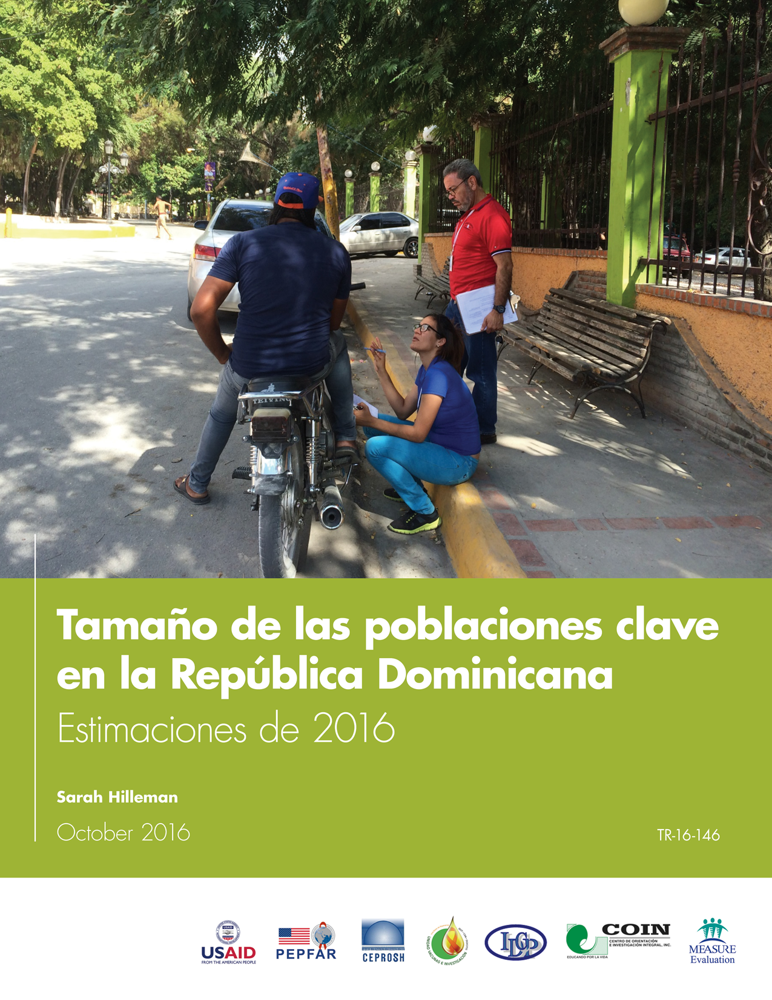 TEIYING
Tamaño de las poblaciones clave
en la República Dominicana
Estimaciones de 2016
Sarah Hilleman
October 2016
TR-16-146
USAID
FROM THE AMERICAN PEOPLE
PEPFAR
CEPROSH
UNIDAD VACUNAS E INVESTIGACIÓN
IDCP
COIN
CENTRO DE ORIENTACIÓN
E INVESTIGACIÓN INTEGRAL, INC.
EDUCANDO POR LA VIDA
MEASURE
Evaluation